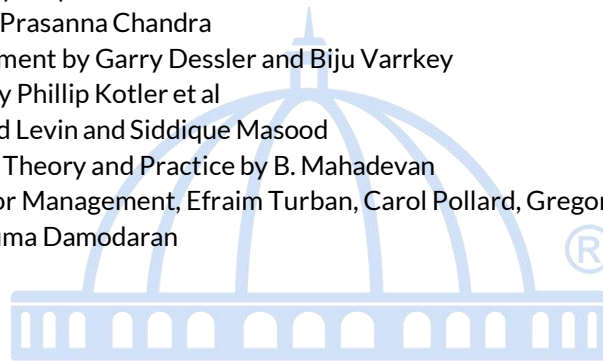 Prasanna Chandra
ment by Garry Dessler and Biju Varrkey
y Phillip Kotler et al
d Levin and Siddique Masood
Theory and Practice by B. Mahadevan
or Management, Efraim Turban, Carol Pollard, Gregor
ma Damodaran
®